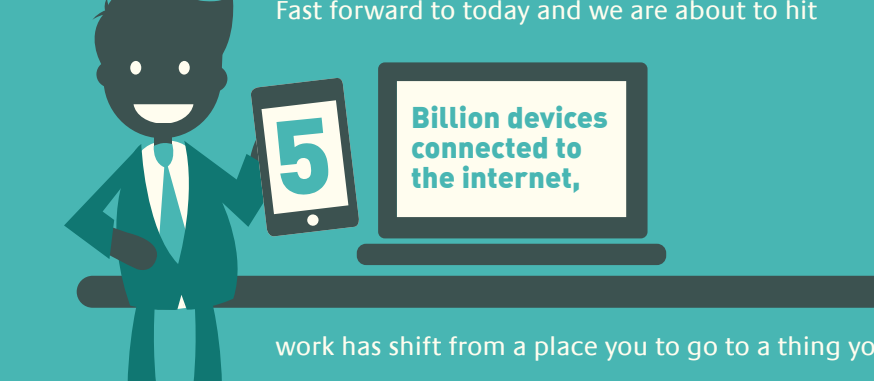 Fast forward to today and we are about to hit
5
Billion devices
connected to
the internet,
work has shift from a place you to go to a thing yo